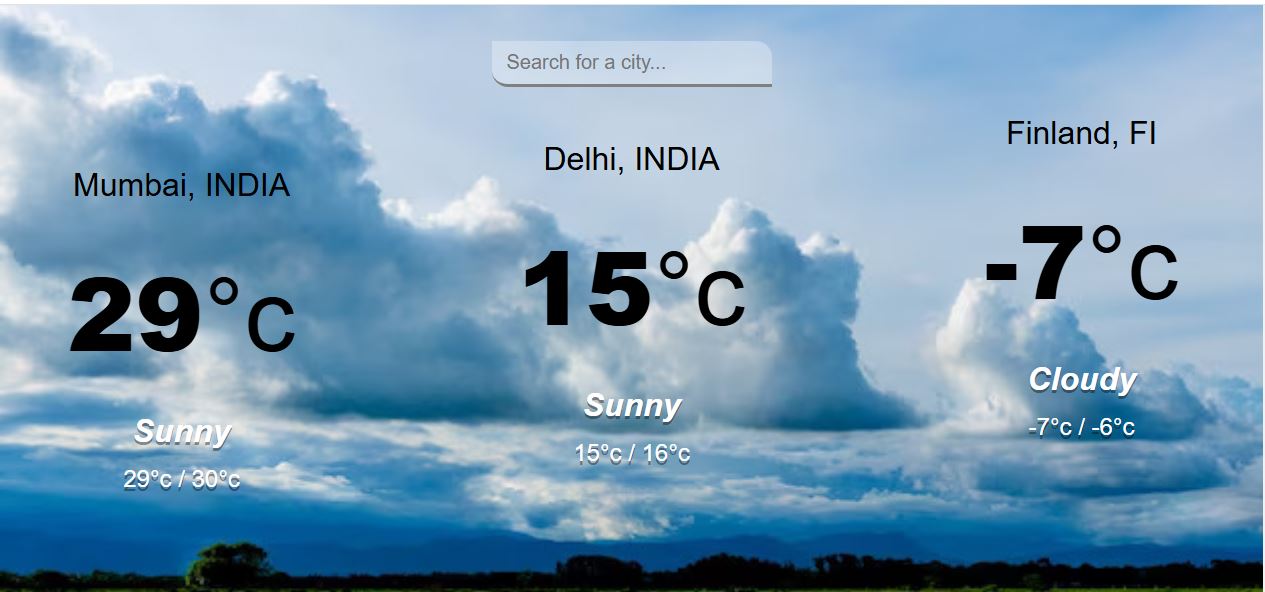 Search for a city...
Mumbai, INDIA
29°c
Sunny
29°c / 30°c
Delhi, INDIA
15°c
Sunny
15°c / 16°c
Finland, FI
-7°c
Cloudy
-7°c / -6°c